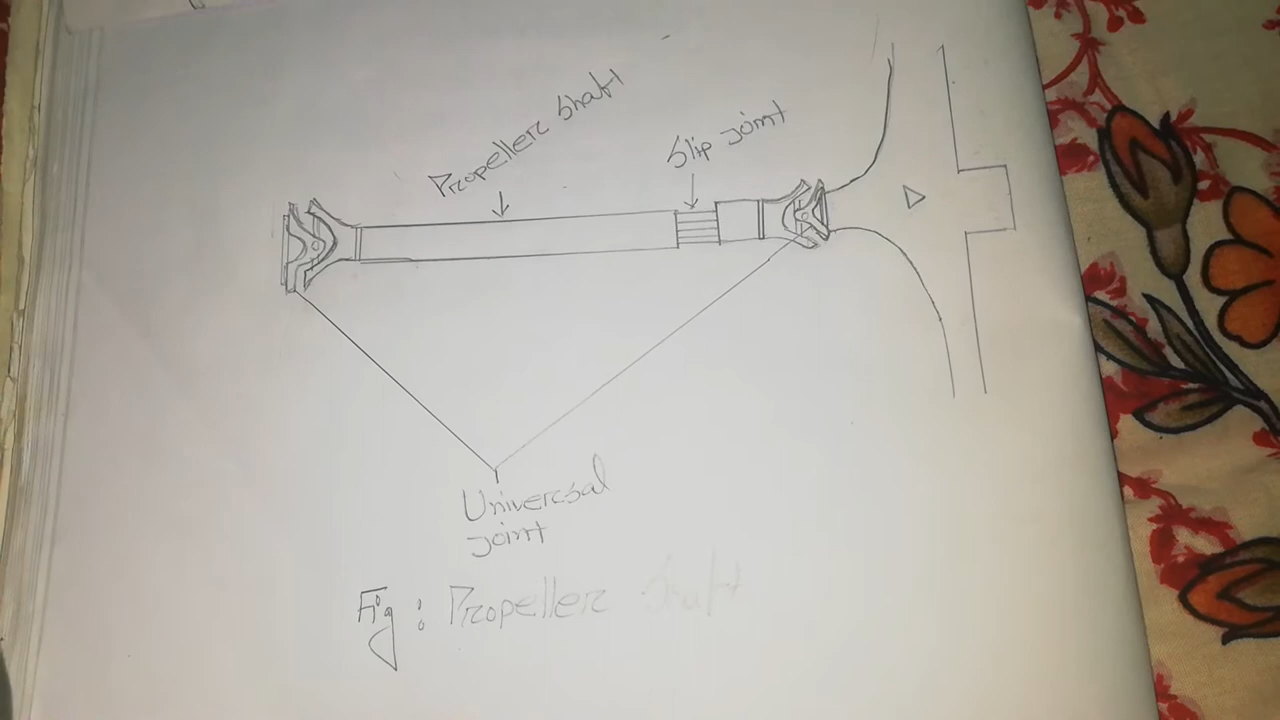 Propeller Shaft
Slip joint
Universal
joint
Fig: Propeller Shaft